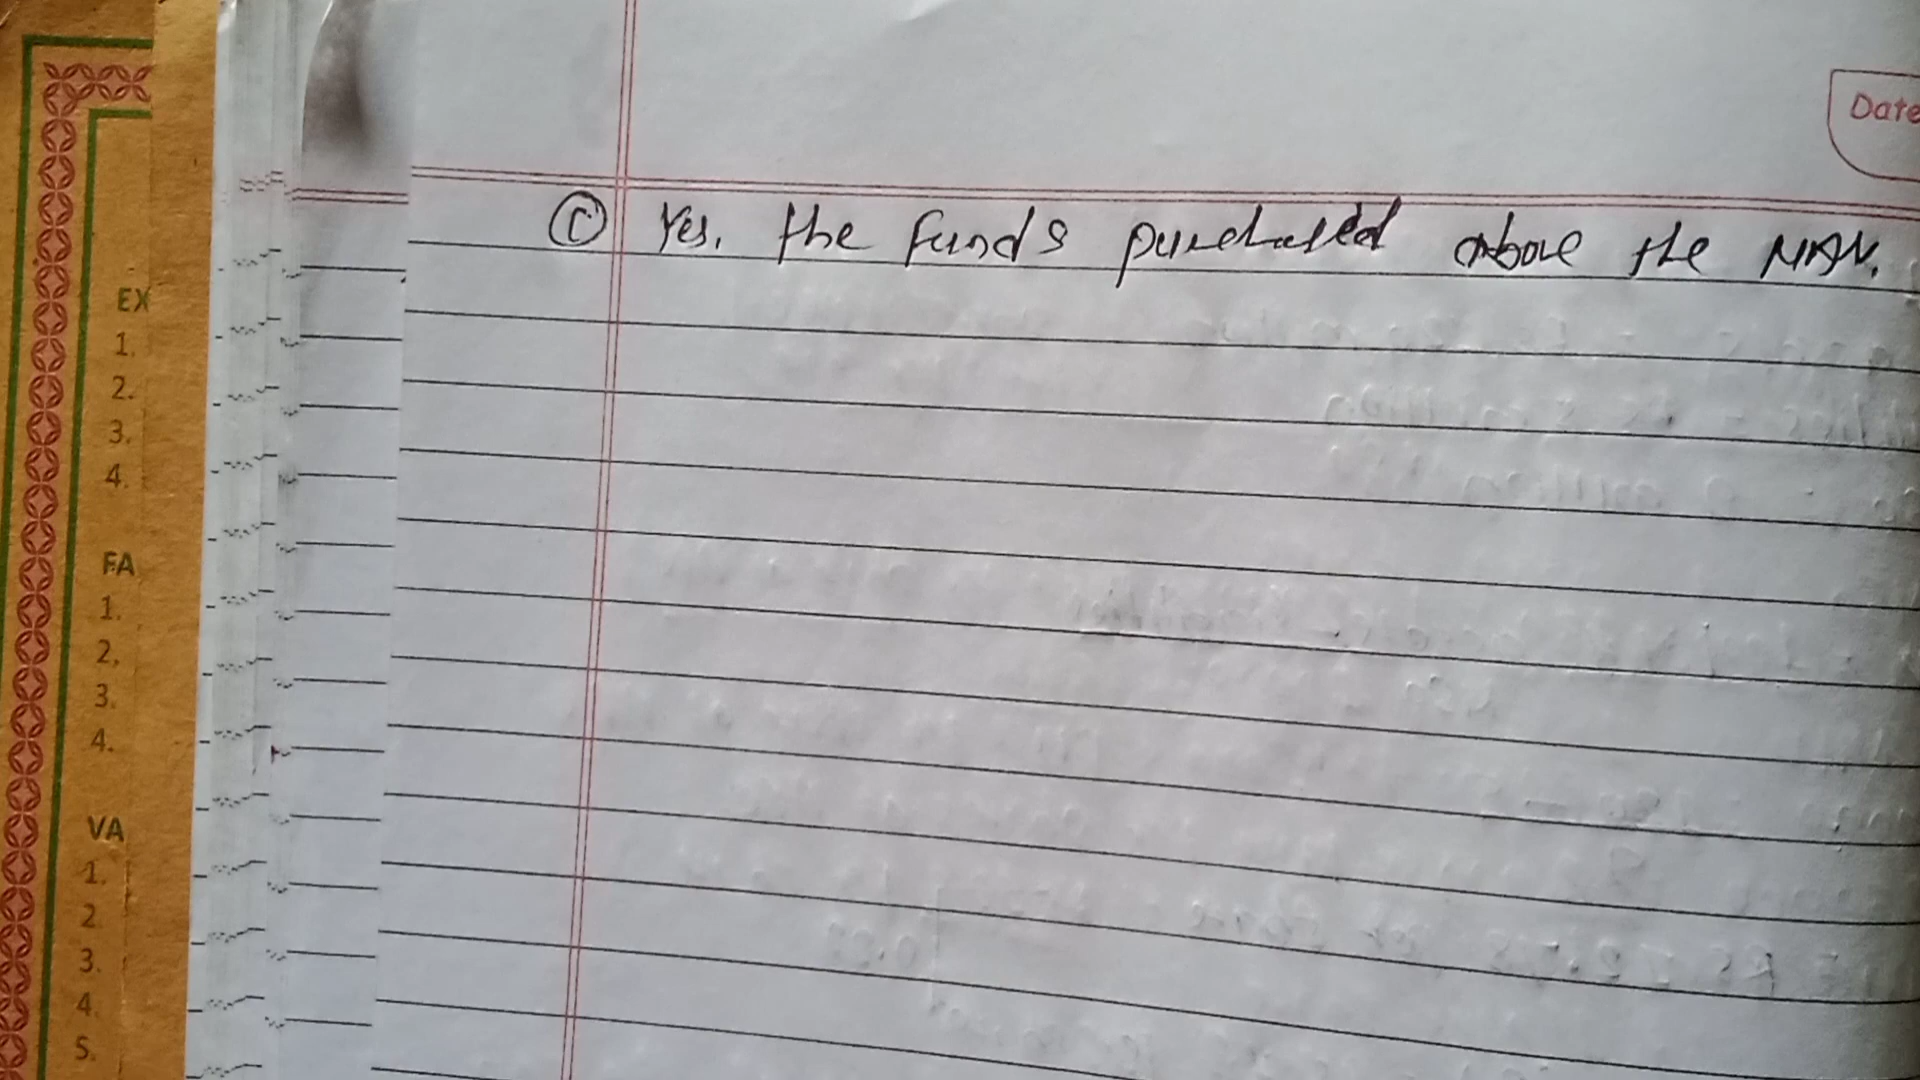 Date
Ⓒ Yes. the funds purchased above the NAV.
EX
1.
2.
3.
4.
FA
1.
2.
3.
4.
VA
1.
2
3.
4.
5.